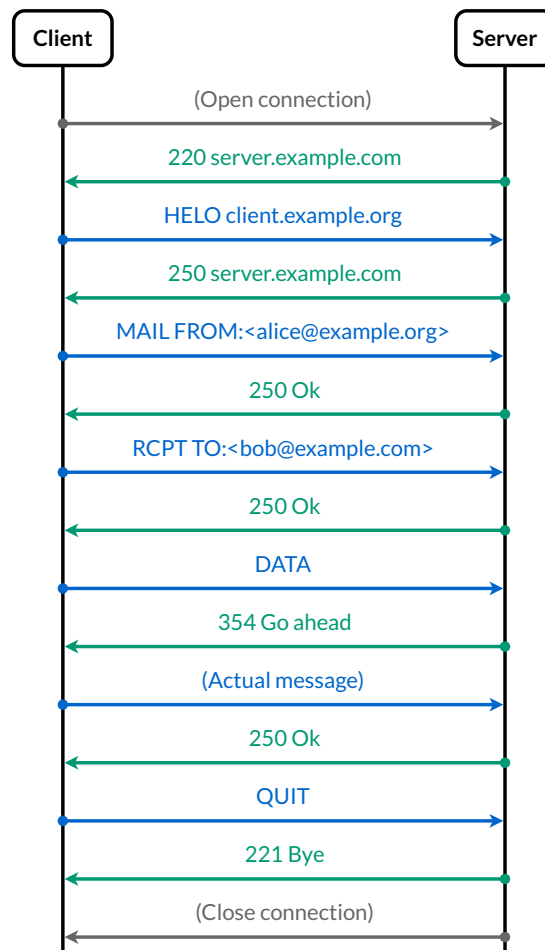 Client
Server
(Open connection)
220 server.example.com
HELO client.example.org
250 server.example.com
MAIL FROM:<alice@example.org>
250 Ok
RCPT TO:<bob@example.com>
250 Ok
DATA
354 Go ahead
(Actual message)
250 Ok
QUIT
221 Bye
(Close connection)